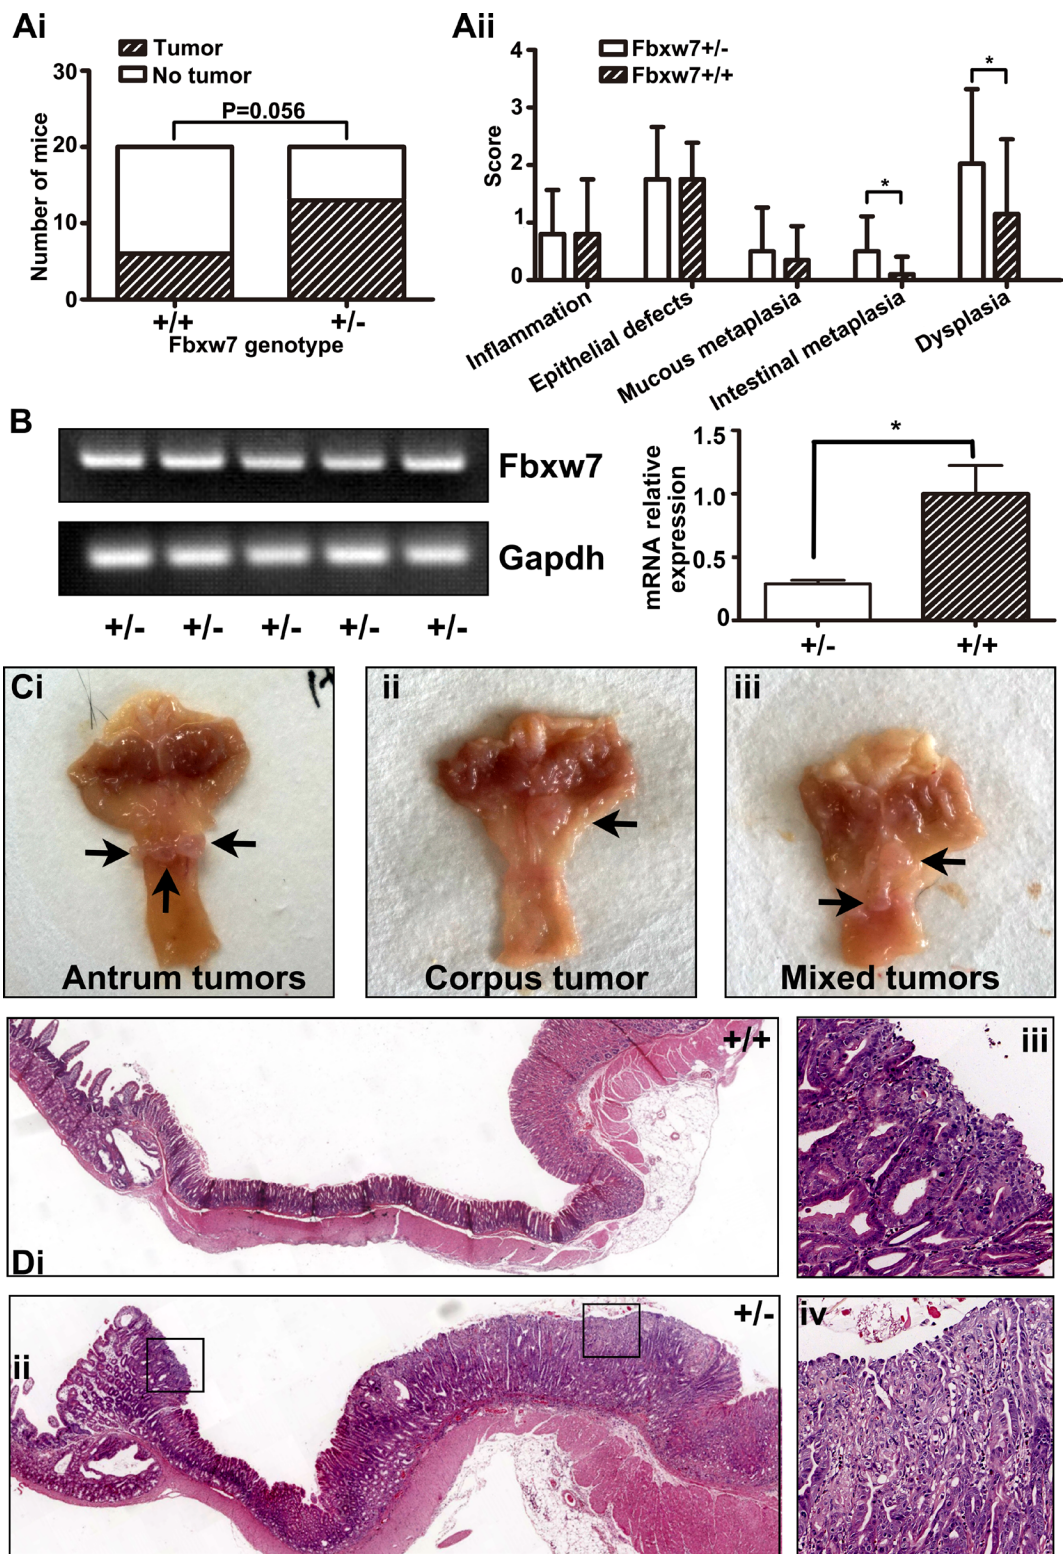 Ai
Tumor
No tumor
30
20
10
0
Number of mice
P=0.056
+/+
+/-
Fbxw7 genotype
Aii
Fbxw7+/-
Fbxw7+/+
4
3
2
1
0
Score
*
*
Inflammation
Epithelial defects
Mucous metaplasia
Intestinal metaplasia
Dysplasia
B
Fbxw7
Gapdh
+/- +/- +/- +/- +/-
1.5
1.0
0.5
0
mRNA relative
expression
*
+/-
+/+
Ci
Antrum tumors
ii
Corpus tumor
iii
Mixed tumors
+/+
Di
iii
+/-
ii
iv